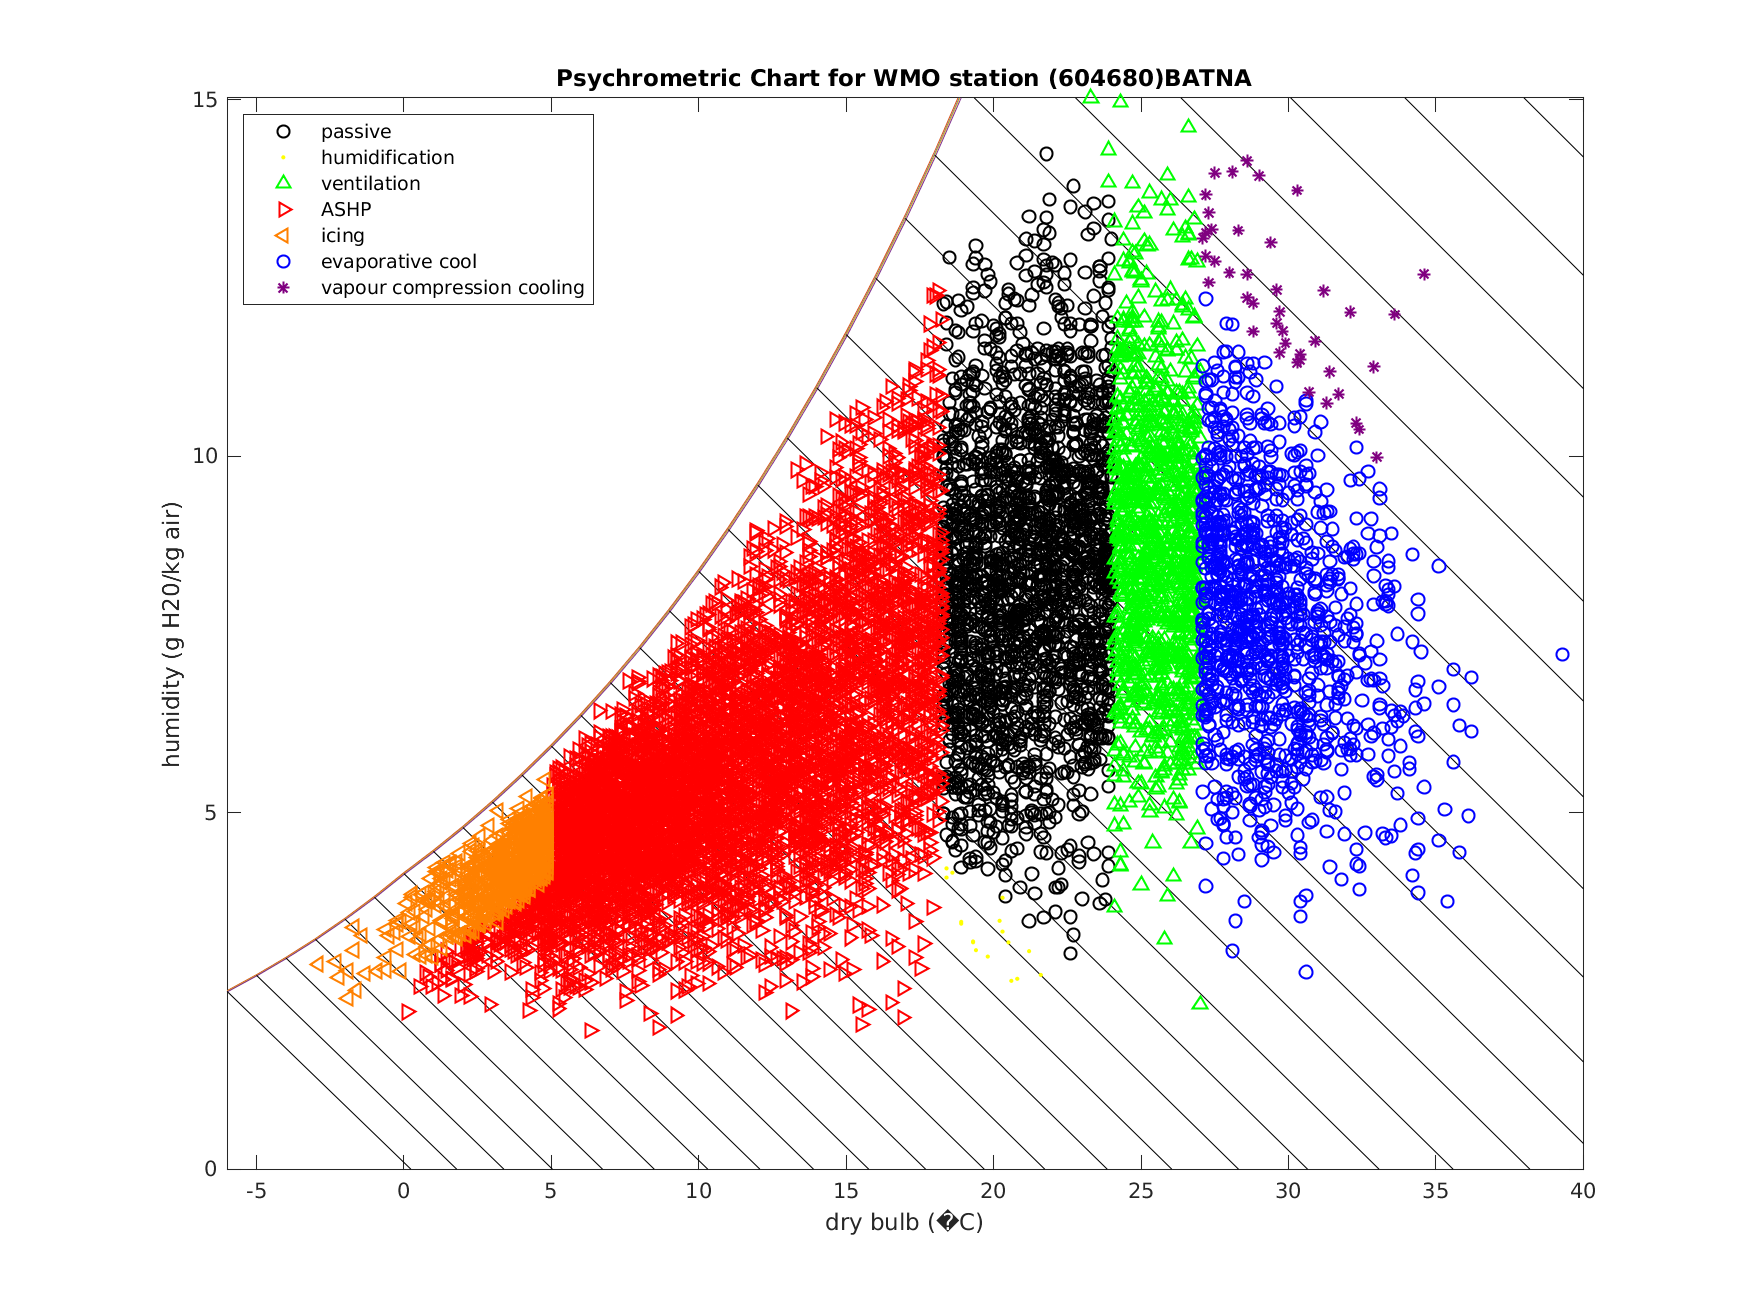 Psychrometric Chart for WMO station (604680)BATNA
15
passive
humidification
ventilation
ASHP
icing
evaporative cool
vapour compression cooling
10
humidity (g H20/kg air)
5
0
-5 0 5 10 15 20 25 30 35 40
dry bulb (�C)